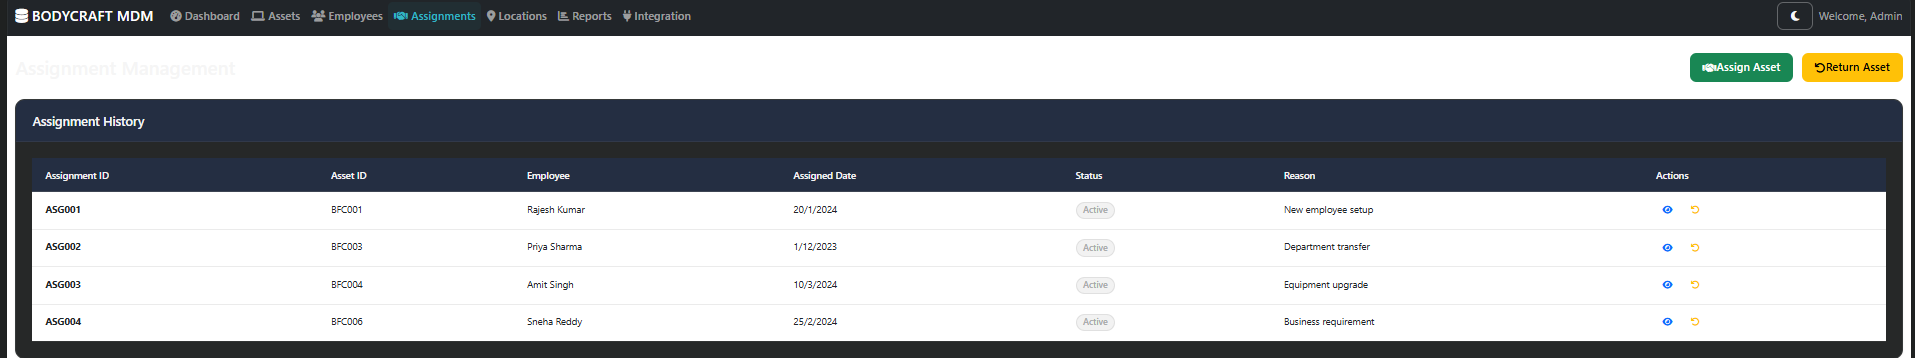 BODYCRAFT MDM Dashboard Assets Employees Assignments Locations Reports Integration Welcome, Admin
Assignment Management Assign Asset Return Asset
Assignment History
Assignment ID Asset ID Employee Assigned Date Status Reason Actions
ASG001 BFC001 Rajesh Kumar 20/1/2024 Active New employee setup
ASG002 BFC003 Priya Sharma 1/12/2023 Active Department transfer
ASG003 BFC004 Amit Singh 10/3/2024 Active Equipment upgrade
ASG004 BFC006 Sneha Reddy 25/2/2024 Active Business requirement